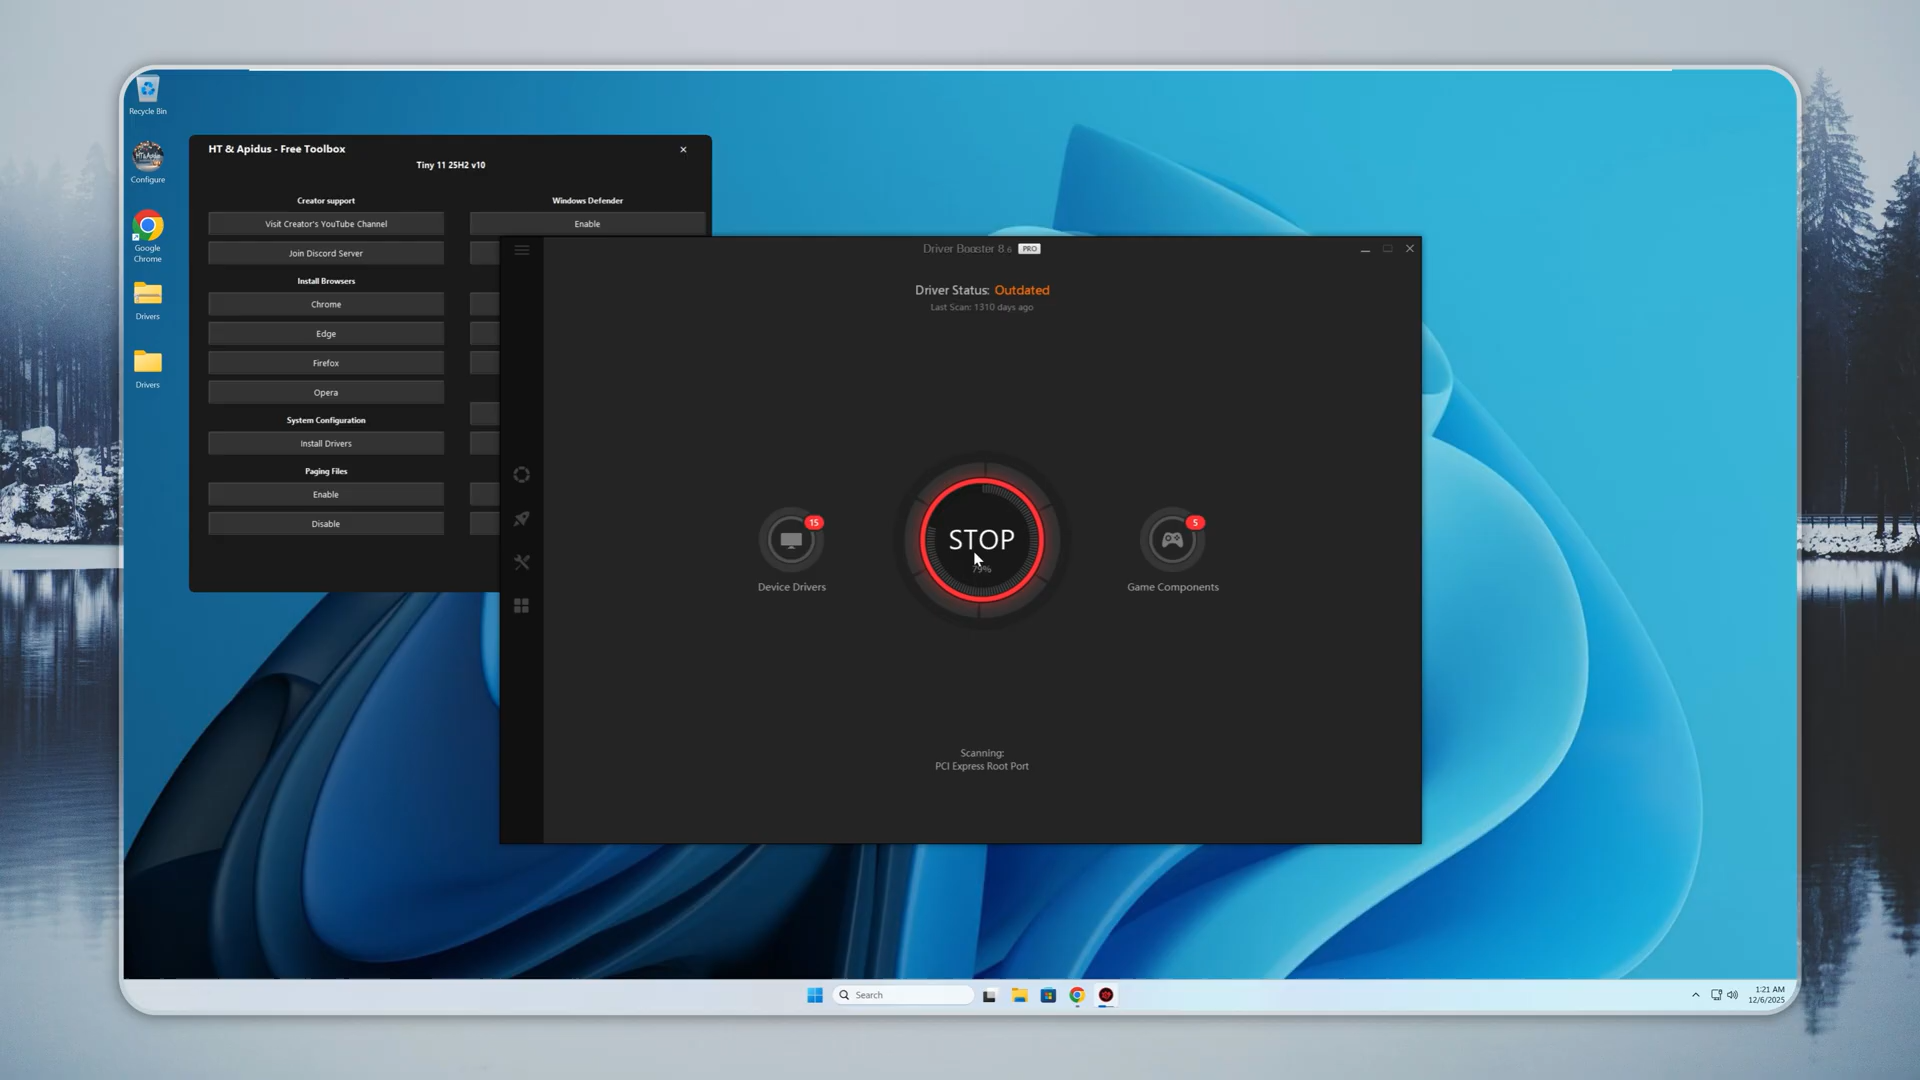 Recycle Bin
Configure
Google
Chrome
Drivers
Drivers
HT & Apidus - Free Toolbox
Tiny 11 25H2 v10
Creator support
Visit Creator's YouTube Channel
Join Discord Server
Install Browsers
Chrome
Edge
Firefox
Opera
System Configuration
Install Drivers
Paging Files
Enable
Disable
Windows Defender
Enable
Driver Booster 8.6 PRO
Driver Status: Outdated
Last Scan: 1310 days ago
15
Device Drivers
STOP
79%
5
Game Components
Scanning:
PCI Express Root Port
Search
1:21 AM
12/6/2025